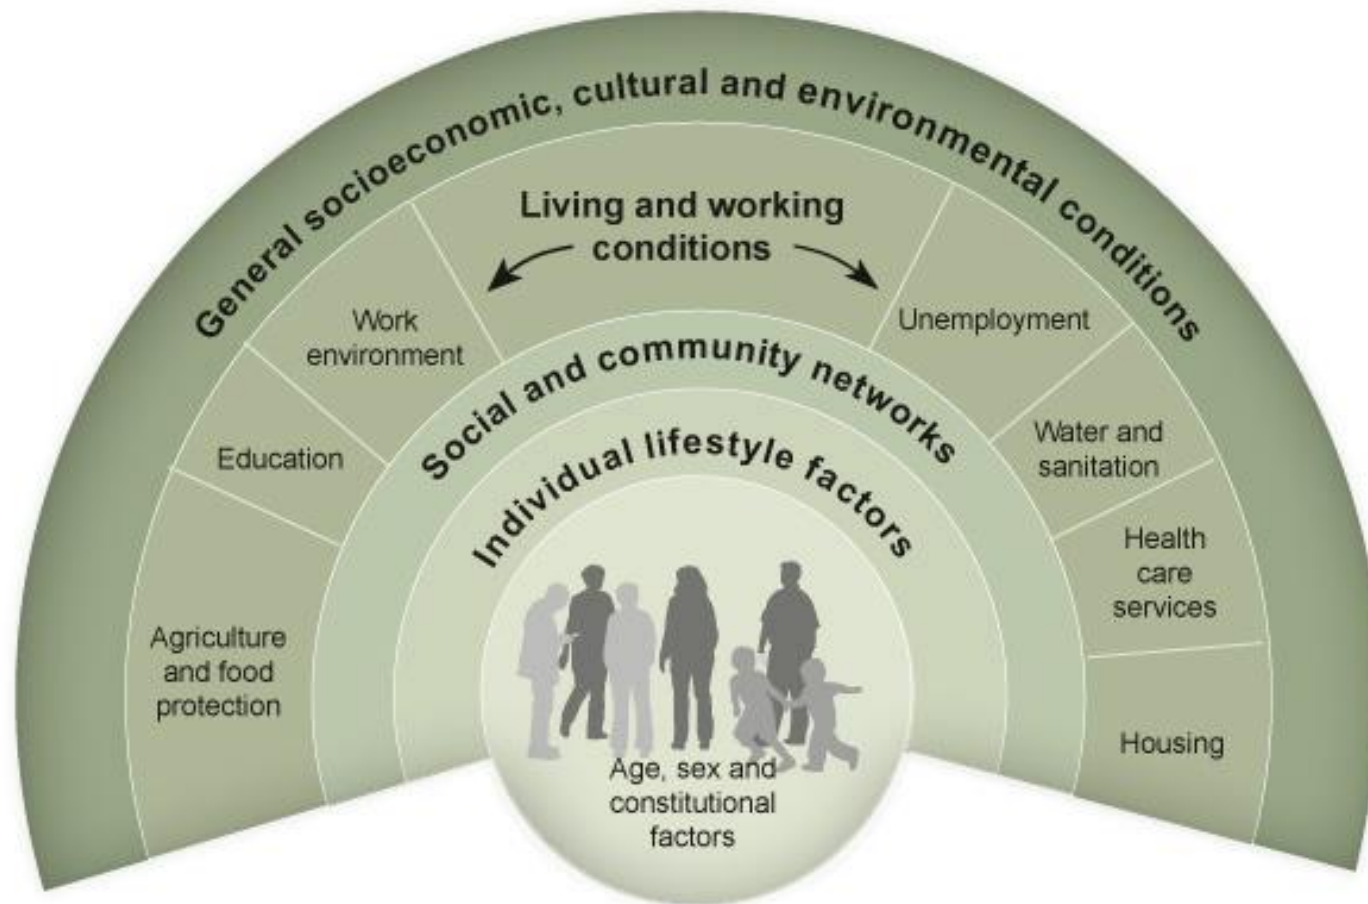 General socioeconomic, cultural and environmental conditions
Living and working
conditions
Work
environment
Unemployment
Education
Water and
sanitation
Agriculture
and food
protection
Health
care
services
Housing
Social and community networks
Individual lifestyle factors
Age, sex and
constitutional
factors